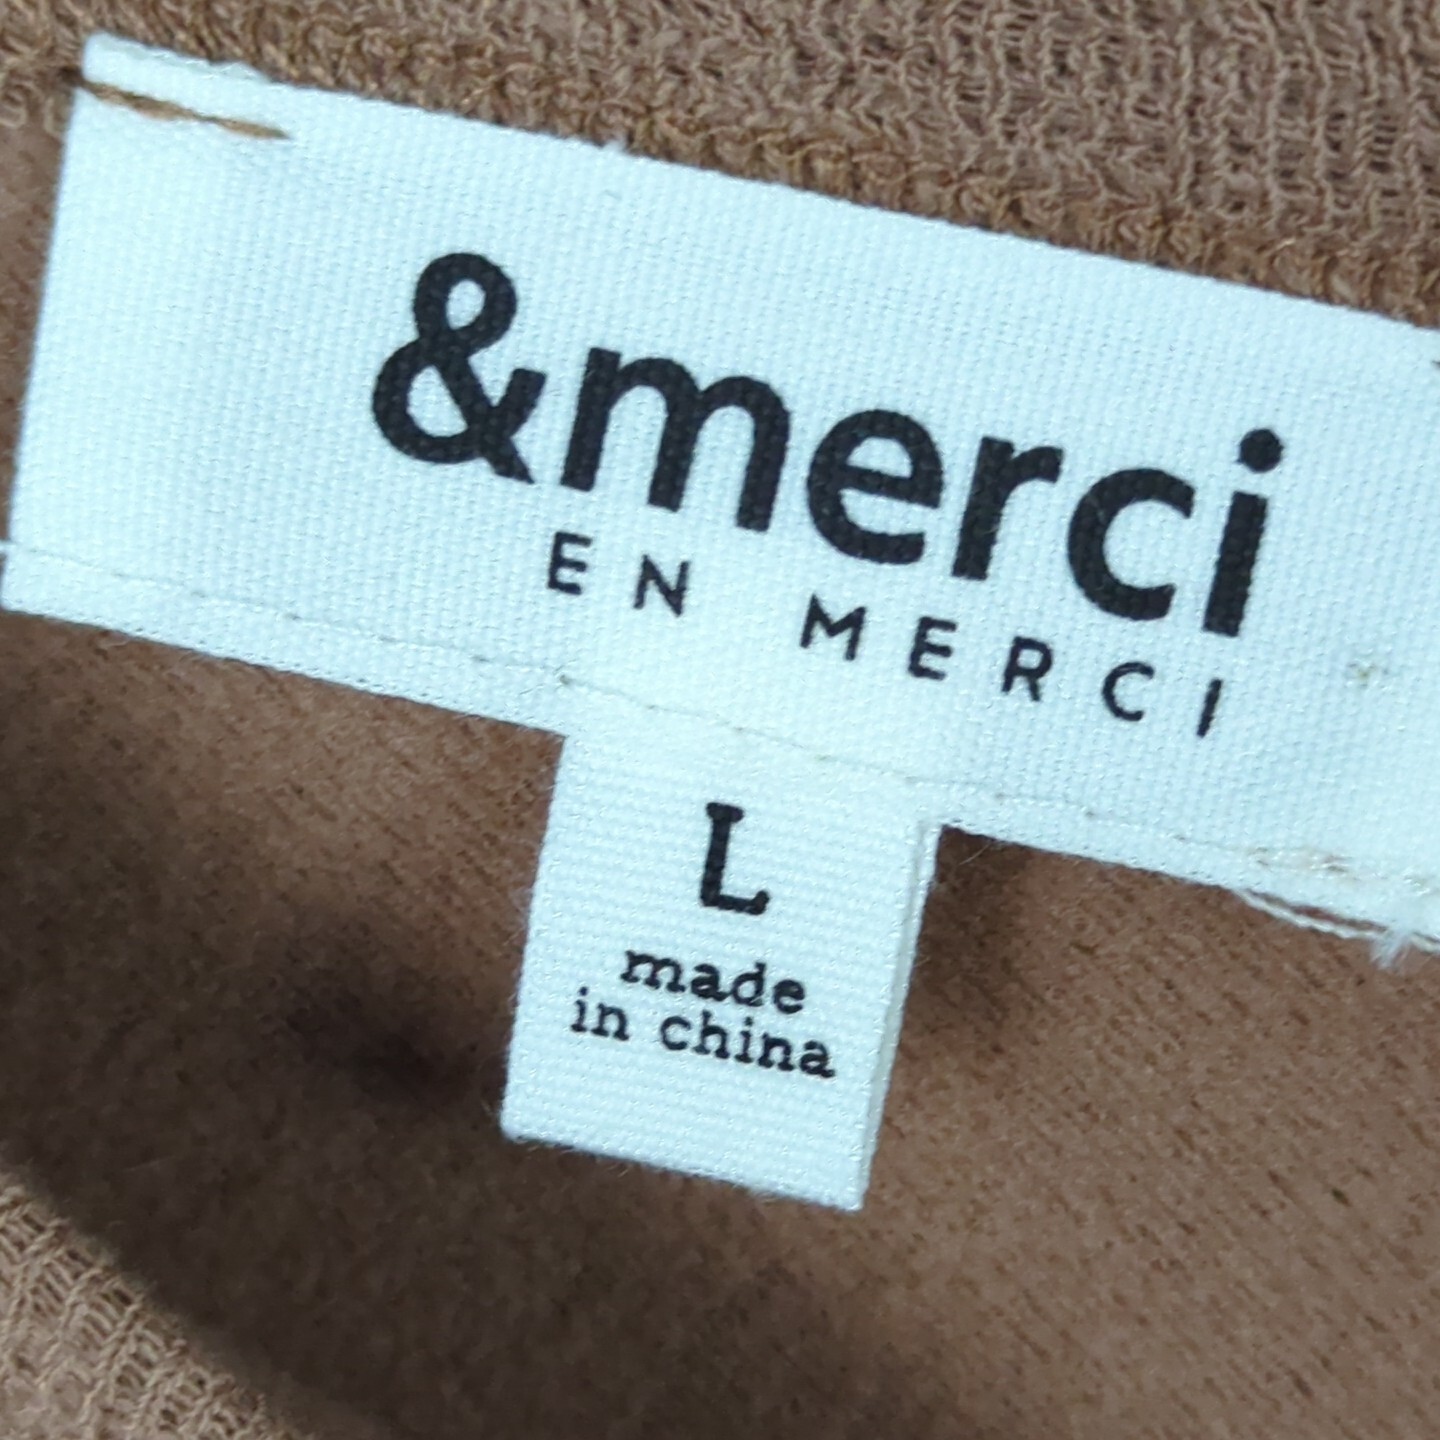 &merci
EN MERCI
L
made
in china